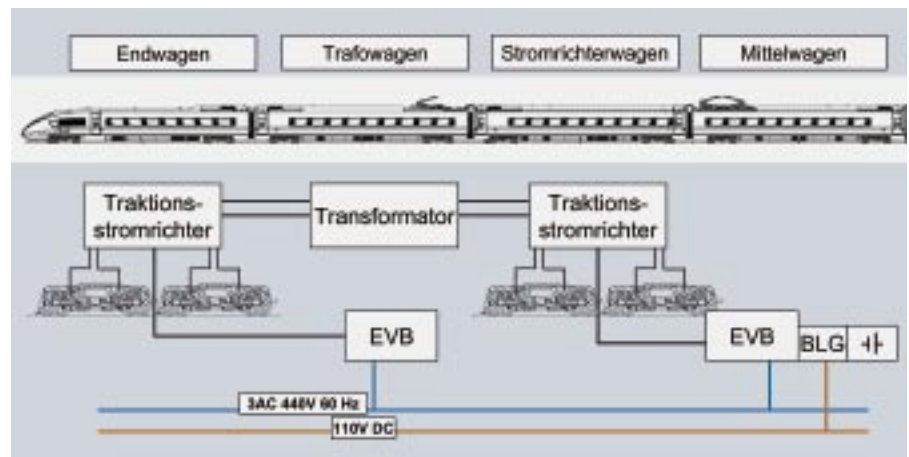 Endwagen
Trafowagen
Stromrichterwagen
Mittelwagen
Traktions-
stromrichter
Transformator
Traktions-
stromrichter
EVB
EVB
BLG
3AC 440V 60 Hz
110V DC